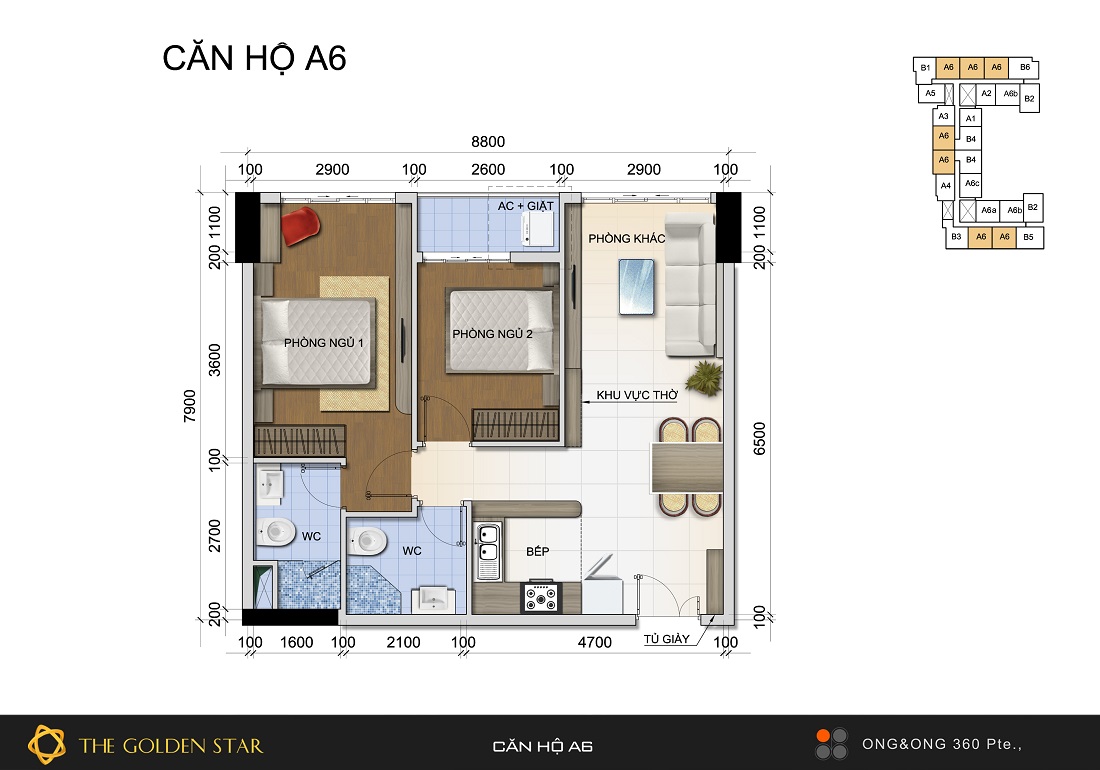 CĂN HỘ A6
B1 A6 A6 A6 B6
A5 A2 A6b B2
A3 A1
A6 B4
A6 B4
A4 A6c
A6a A6b B2
B3 A6 A6 B5
8800
100 2900 100 2600 100 2900 100
7900
200 1100
3600
100
2700
200
200 1100
6500
100
AC + GIẶT
PHÒNG KHÁC
PHÒNG NGỦ 1
PHÒNG NGỦ 2
KHU VỰC THỜ
WC
WC
BẾP
TỦ GIÀY
100 1600 100 2100 100 4700 100
THE GOLDEN STAR
CĂN HỘ A6
ONG&ONG 360 Pte.,